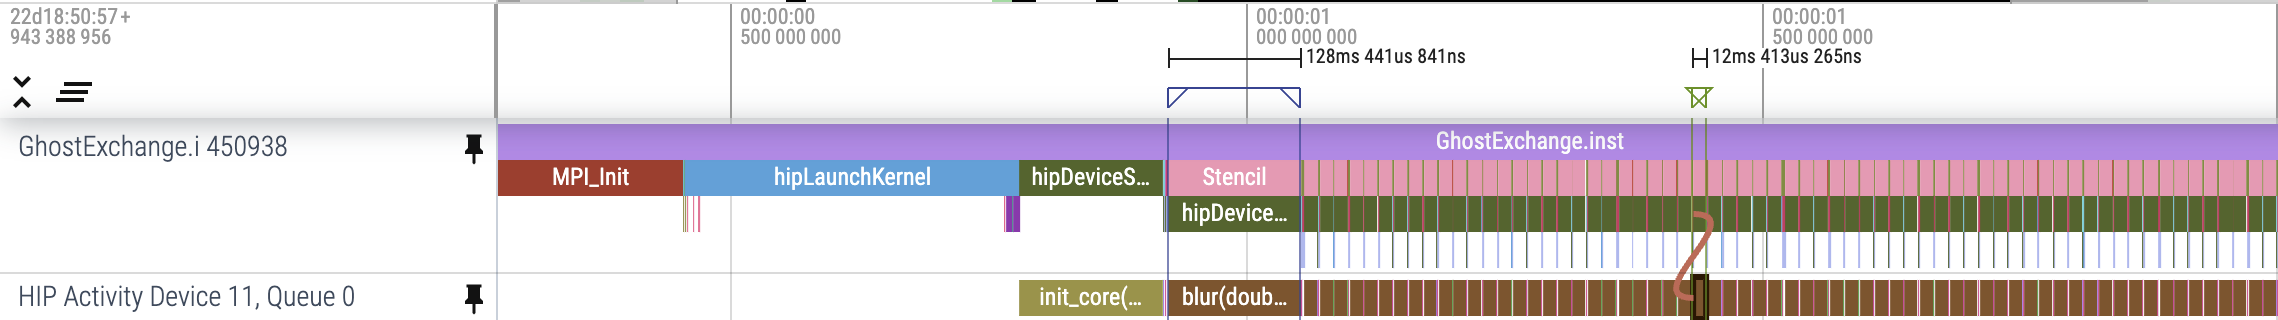 22d18:50:57+
943 388 956
00:00:00
500 000 000
00:00:01
000 000 000
00:00:01
500 000 000
128ms 441us 841ns
12ms 413us 265ns
GhostExchange.i 450938
GhostExchange.inst
MPI_Init
hipLaunchKernel
hipDeviceS...
Stencil
hipDevice...
HIP Activity Device 11, Queue 0
init_core(...
blur(doub...